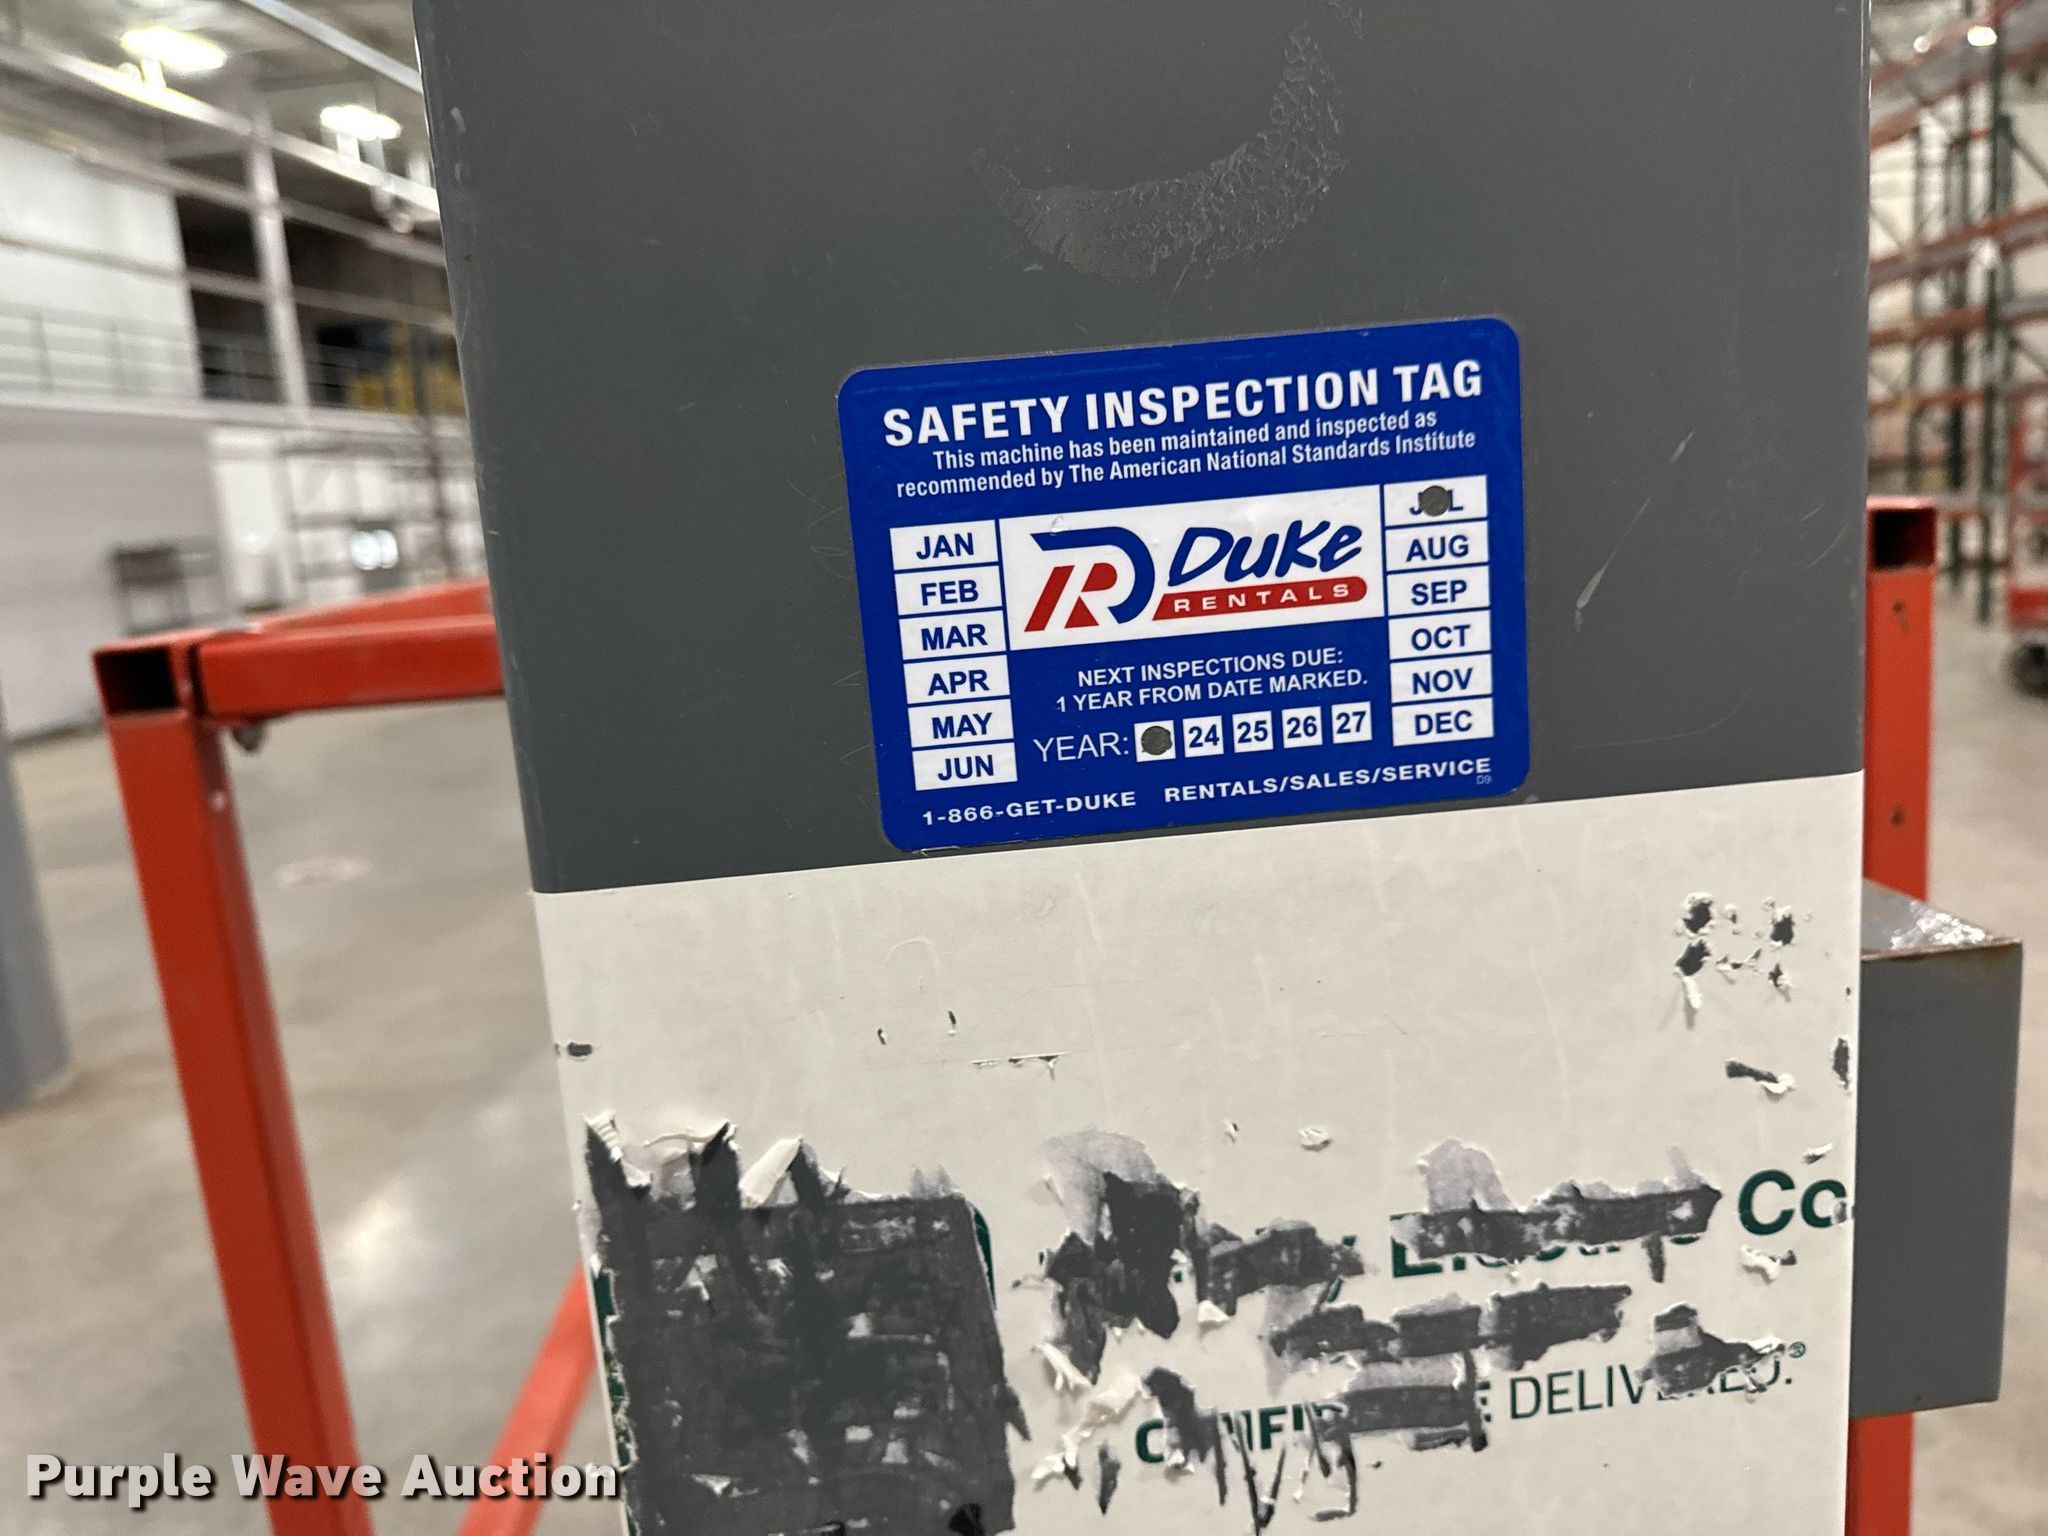 SAFETY INSPECTION TAG
This machine has been maintained and inspected as
recommended by The American National Standards Institute
JAN
FEB
MAR
APR
MAY
JUN
DUKE
RENTALS
JUL
AUG
SEP
OCT
NOV
DEC
NEXT INSPECTIONS DUE:
1 YEAR FROM DATE MARKED.
YEAR: 24 25 26 27
1-866-GET-DUKE RENTALS/SALES/SERVICE
D9
Co
DELIVERED.®
Purple Wave Auction